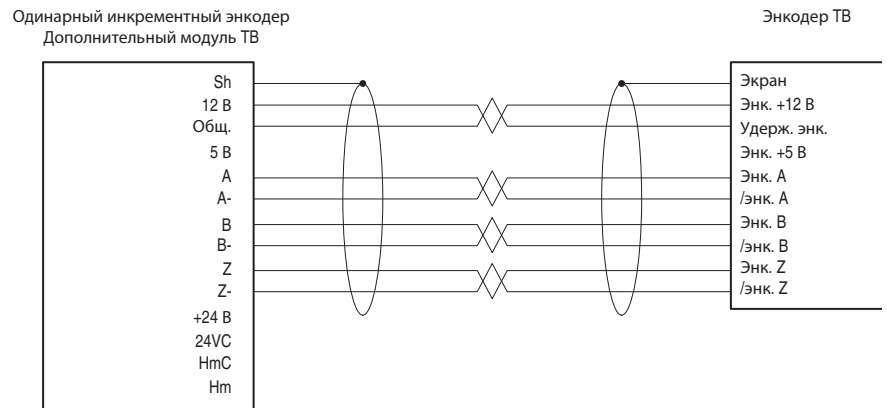 Одинарный инкрементный энкодер
Дополнительный модуль ТВ
Sh
12 В
Общ.
5 В
A
A-
B
B-
Z
Z-
+24 В
24VC
HmC
Hm
Энкодер ТВ
Экран
Энк. +12 В
Удерж. энк.
Энк. +5 В
Энк. A
/энк. A
Энк. B
/энк. B
Энк. Z
/энк. Z